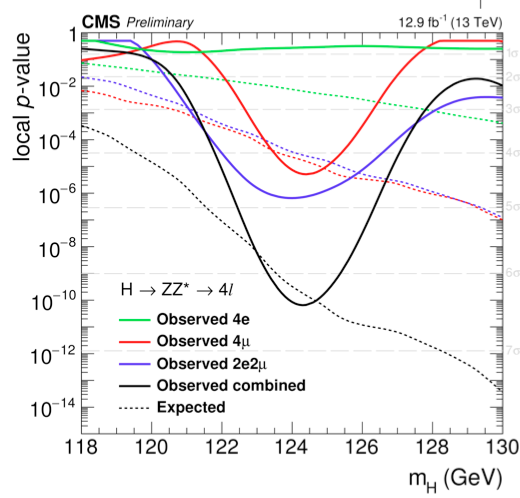 CMS Preliminary 12.9 fb⁻¹ (13 TeV)
local p-value
1
10⁻²
10⁻⁴
10⁻⁶
10⁻⁸
10⁻¹⁰
10⁻¹²
10⁻¹⁴
1σ
2σ
3σ
4σ
5σ
6σ
7σ
H → ZZ* → 4l
Observed 4e
Observed 4μ
Observed 2e2μ
Observed combined
Expected
118 120 122 124 126 128 130
m_H (GeV)